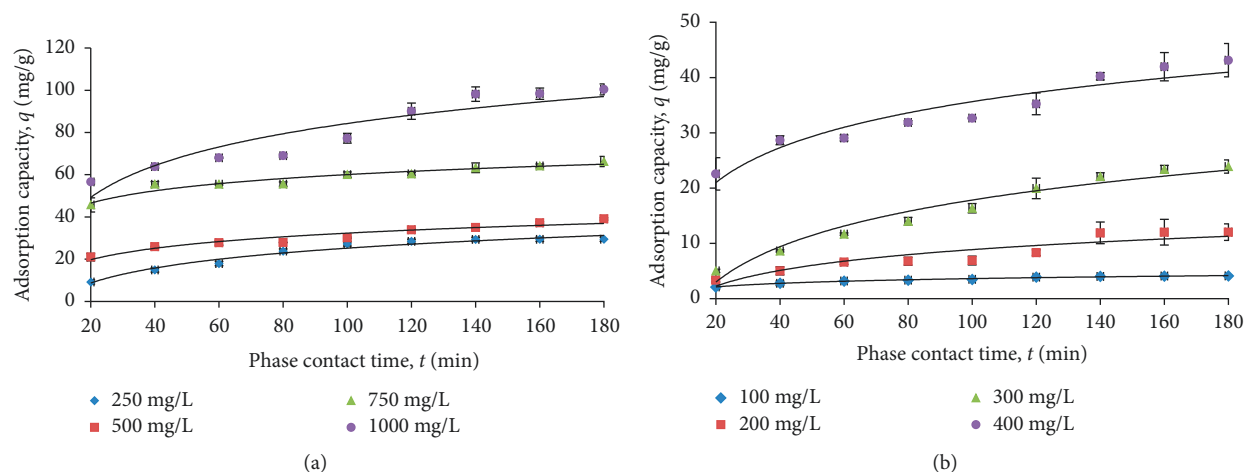 Adsorption capacity, q (mg/g)
120
100
80
60
40
20
0
20 40 60 80 100 120 140 160 180
Phase contact time, t (min)
250 mg/L 750 mg/L
500 mg/L 1000 mg/L
(a)
Adsorption capacity, q (mg/g)
50
40
30
20
10
0
20 40 60 80 100 120 140 160 180
Phase contact time, t (min)
100 mg/L 300 mg/L
200 mg/L 400 mg/L
(b)